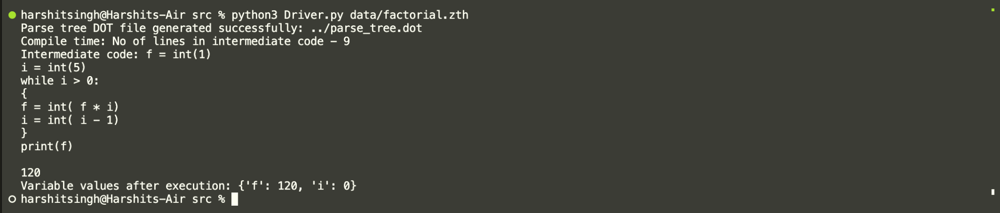 harshitsingh@Harshits-Air src % python3 Driver.py data/factorial.zth
Parse tree DOT file generated successfully: ../parse_tree.dot
Compile time: No of lines in intermediate code - 9
Intermediate code: f = int(1)
i = int(5)
while i > 0:
{
f = int( f * i)
i = int( i - 1)
}
print(f)

120
Variable values after execution: {'f': 120, 'i': 0}
harshitsingh@Harshits-Air src %